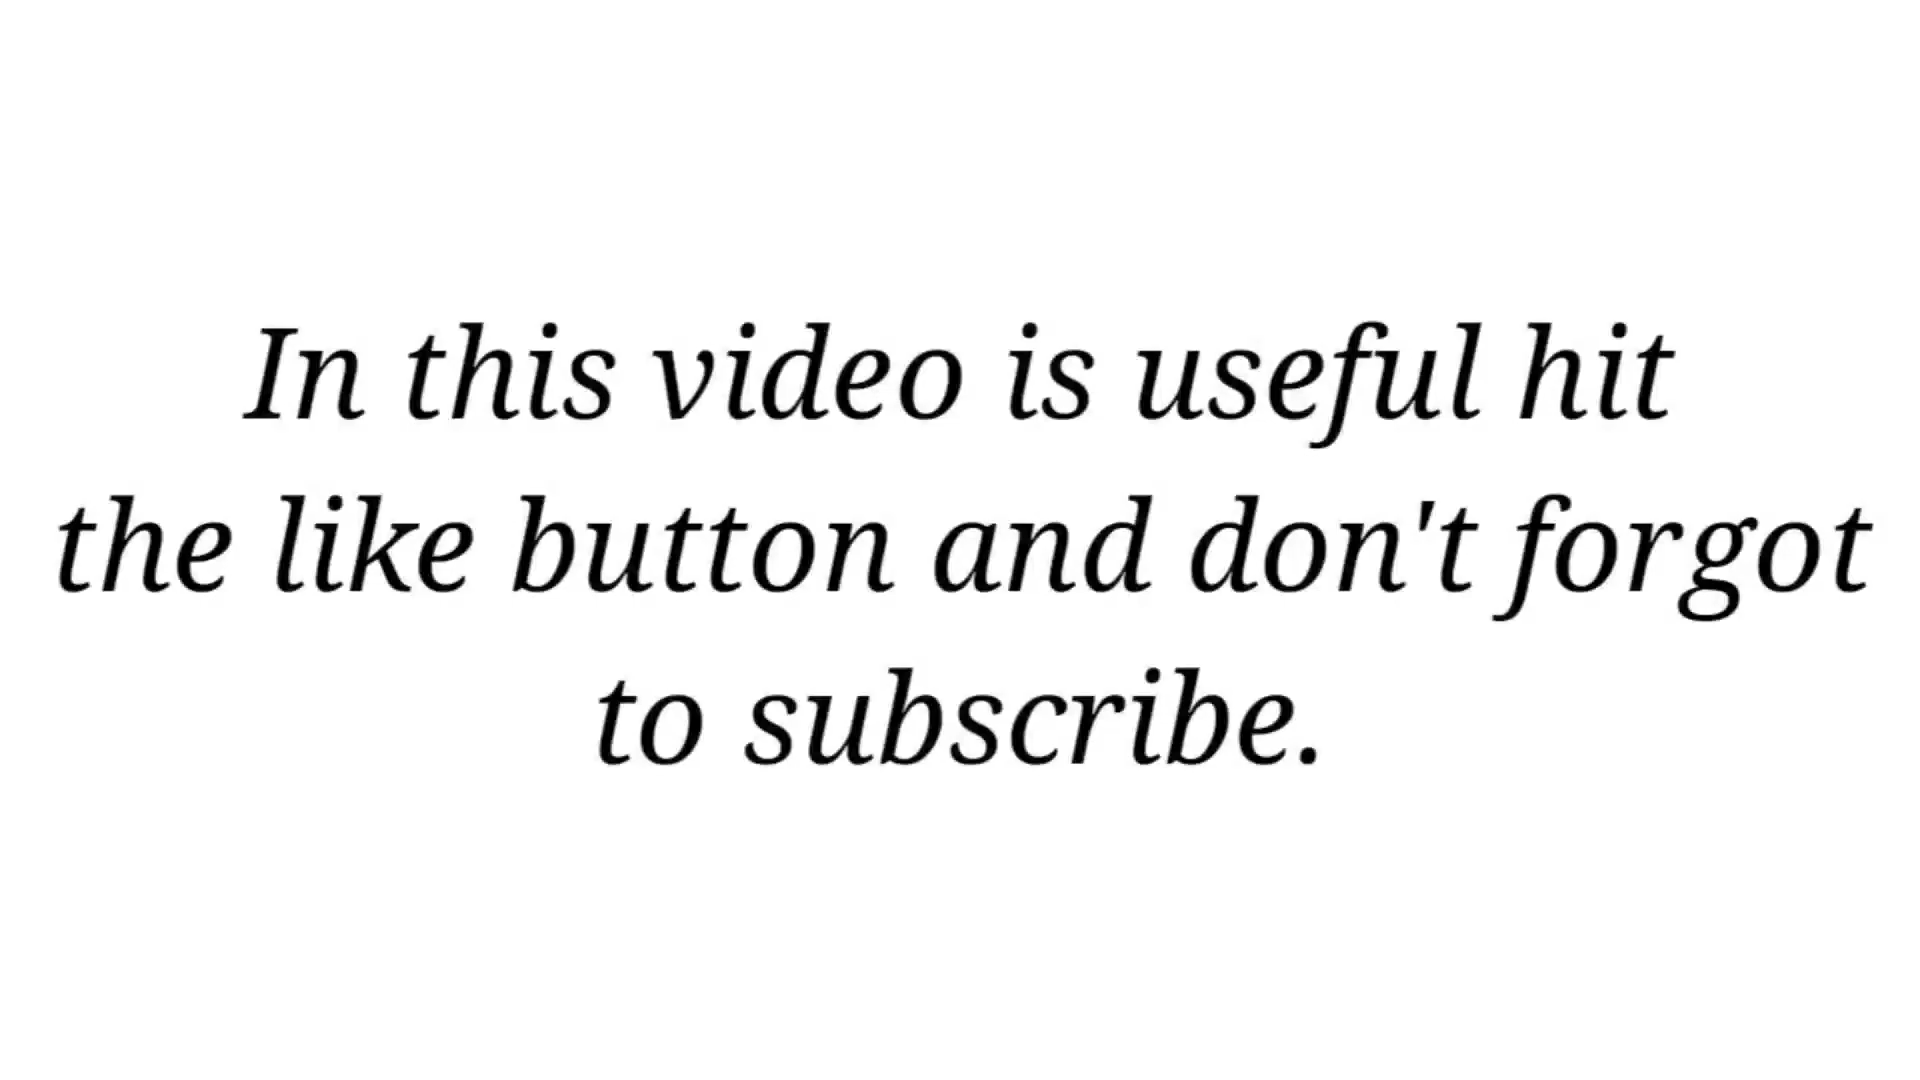 In this video is useful hit
the like button and don't forgot
to subscribe.